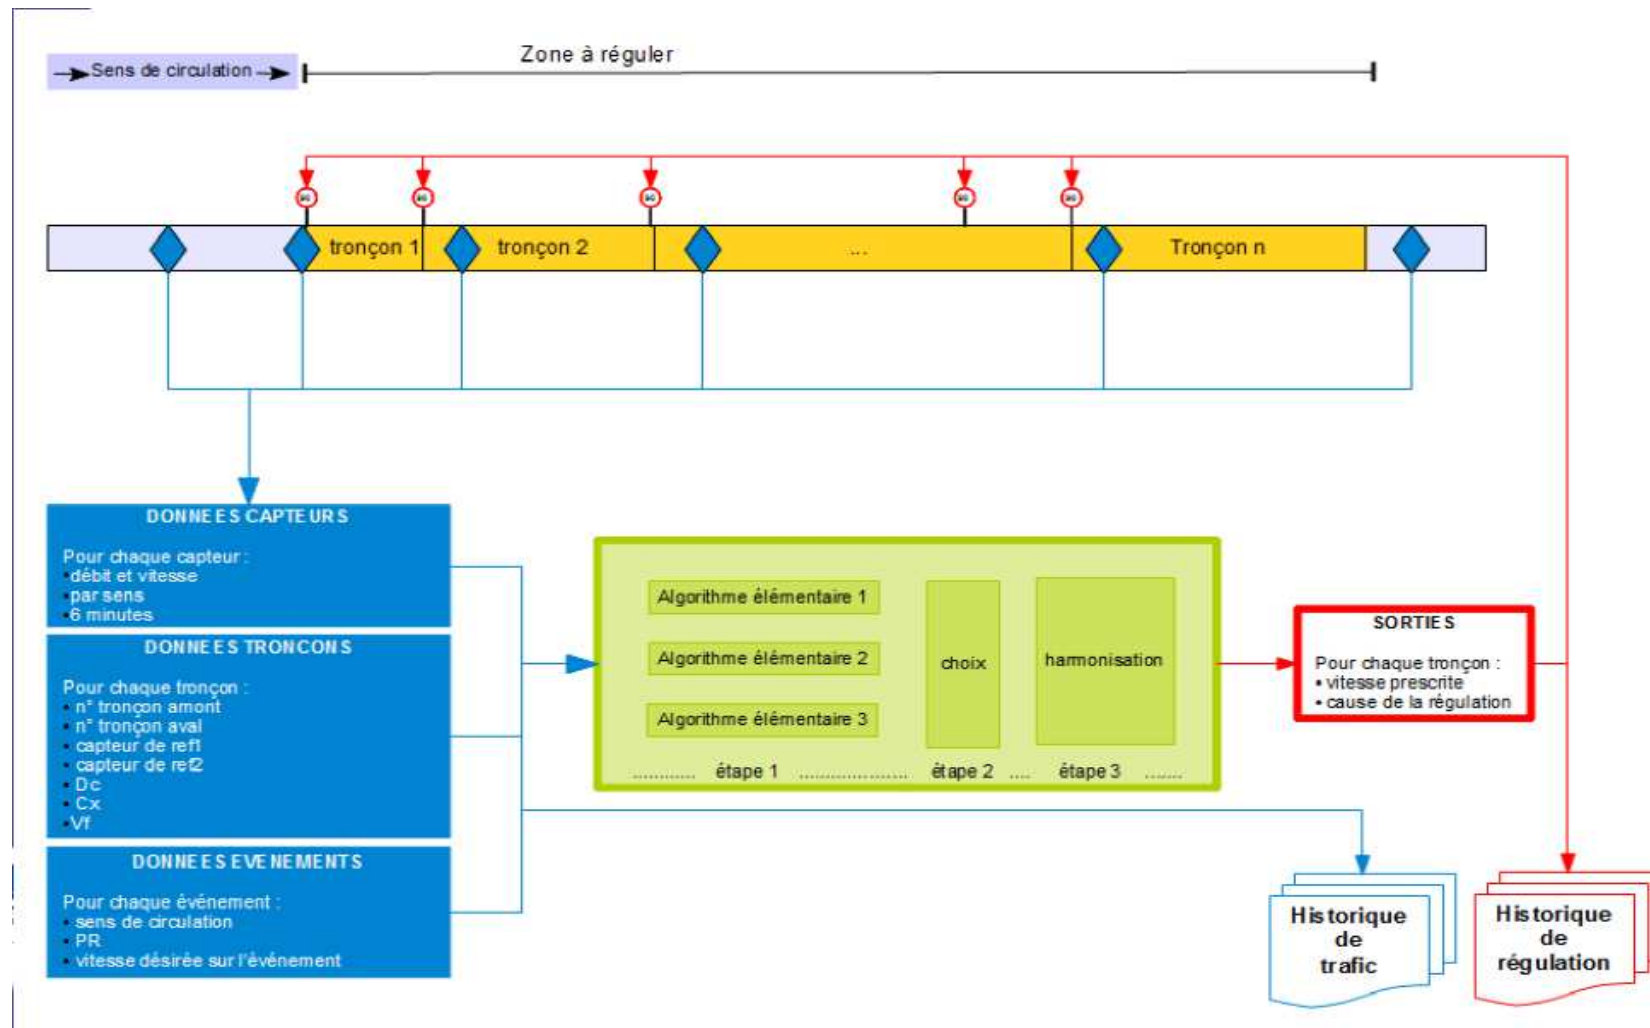 Zone à réguler
Sens de circulation
tronçon 1
tronçon 2
...
Tronçon n
DONNEES CAPTEURS
Pour chaque capteur :
•débit et vitesse
•par sens
•6 minutes
DONNEES TRONCONS
Pour chaque tronçon :
• n° tronçon amont
• n° tronçon aval
• capteur de ref1
• capteur de ref2
• Dc
• Cx
•Vf
DONNEES EVENEMENTS
Pour chaque événement :
• sens de circulation
• PR
• vitesse désirée sur l'événement
Algorithme élémentaire 1
Algorithme élémentaire 2
Algorithme élémentaire 3
choix
harmonisation
............ étape 1 ..................... étape 2 .... étape 3 .......
SORTIES
Pour chaque tronçon :
• vitesse prescrite
• cause de la régulation
Historique
de
trafic
Historique
de
régulation